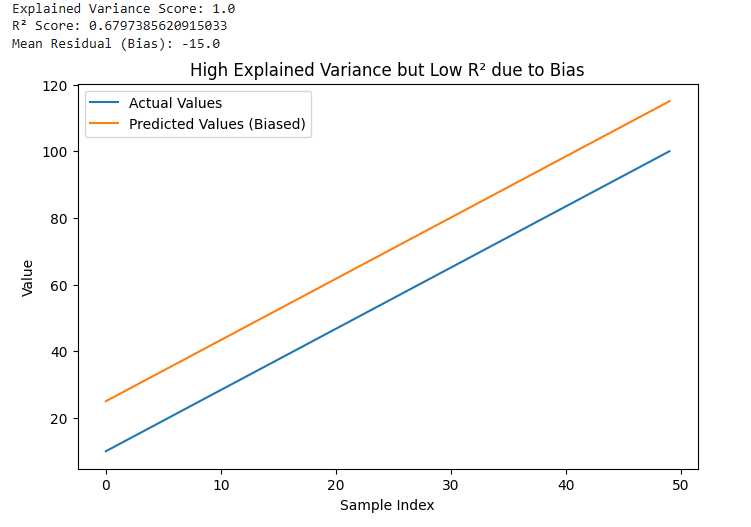 Explained Variance Score: 1.0
R² Score: 0.6797385620915033
Mean Residual (Bias): -15.0
High Explained Variance but Low R² due to Bias
Actual Values
Predicted Values (Biased)
120
100
80
60
40
20
Value
0 10 20 30 40 50
Sample Index